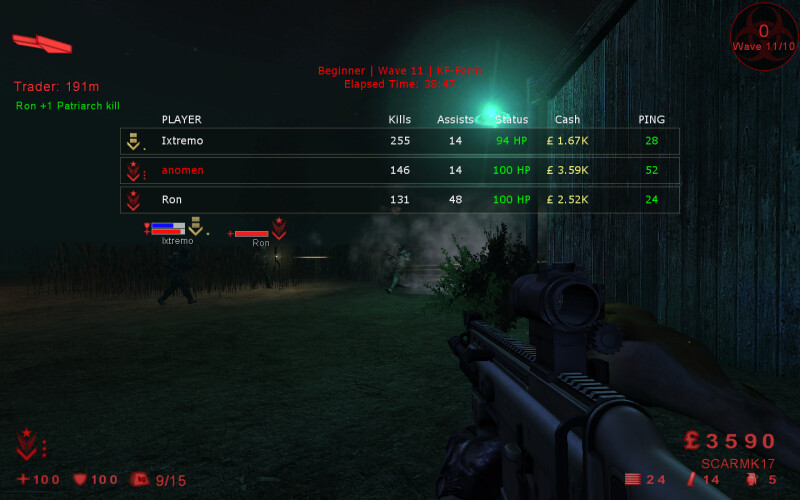 0
Wave 11/10
Trader: 191m
Ron +1 Patriarch kill
Beginner | Wave 11 | KF-Farm
Elapsed Time: 38:47
PLAYER Kills Assists Status Cash PING
Ixtremo 255 14 94 HP £ 1.67K 28
anomen 146 14 100 HP £ 3.59K 52
Ron 131 48 100 HP £ 2.52K 24
Ixtremo
Ron
£3590
SCARMK17
100 100 9/15
24 14 5